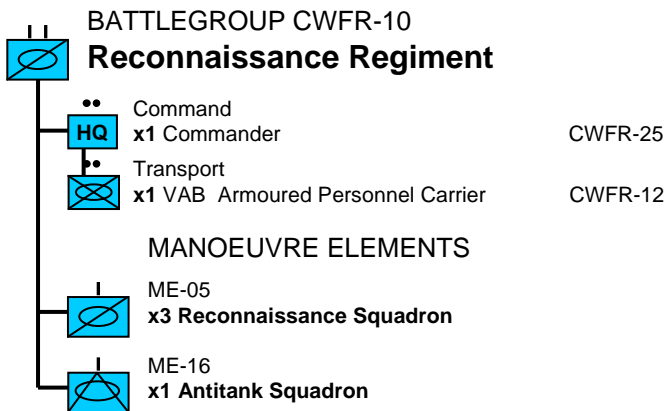 BATTLEGROUP CWFR-10
Reconnaissance Regiment
Command
HQ x1 Commander CWFR-25
Transport
x1 VAB Armoured Personnel Carrier CWFR-12
MANOEUVRE ELEMENTS
ME-05
x3 Reconnaissance Squadron
ME-16
x1 Antitank Squadron